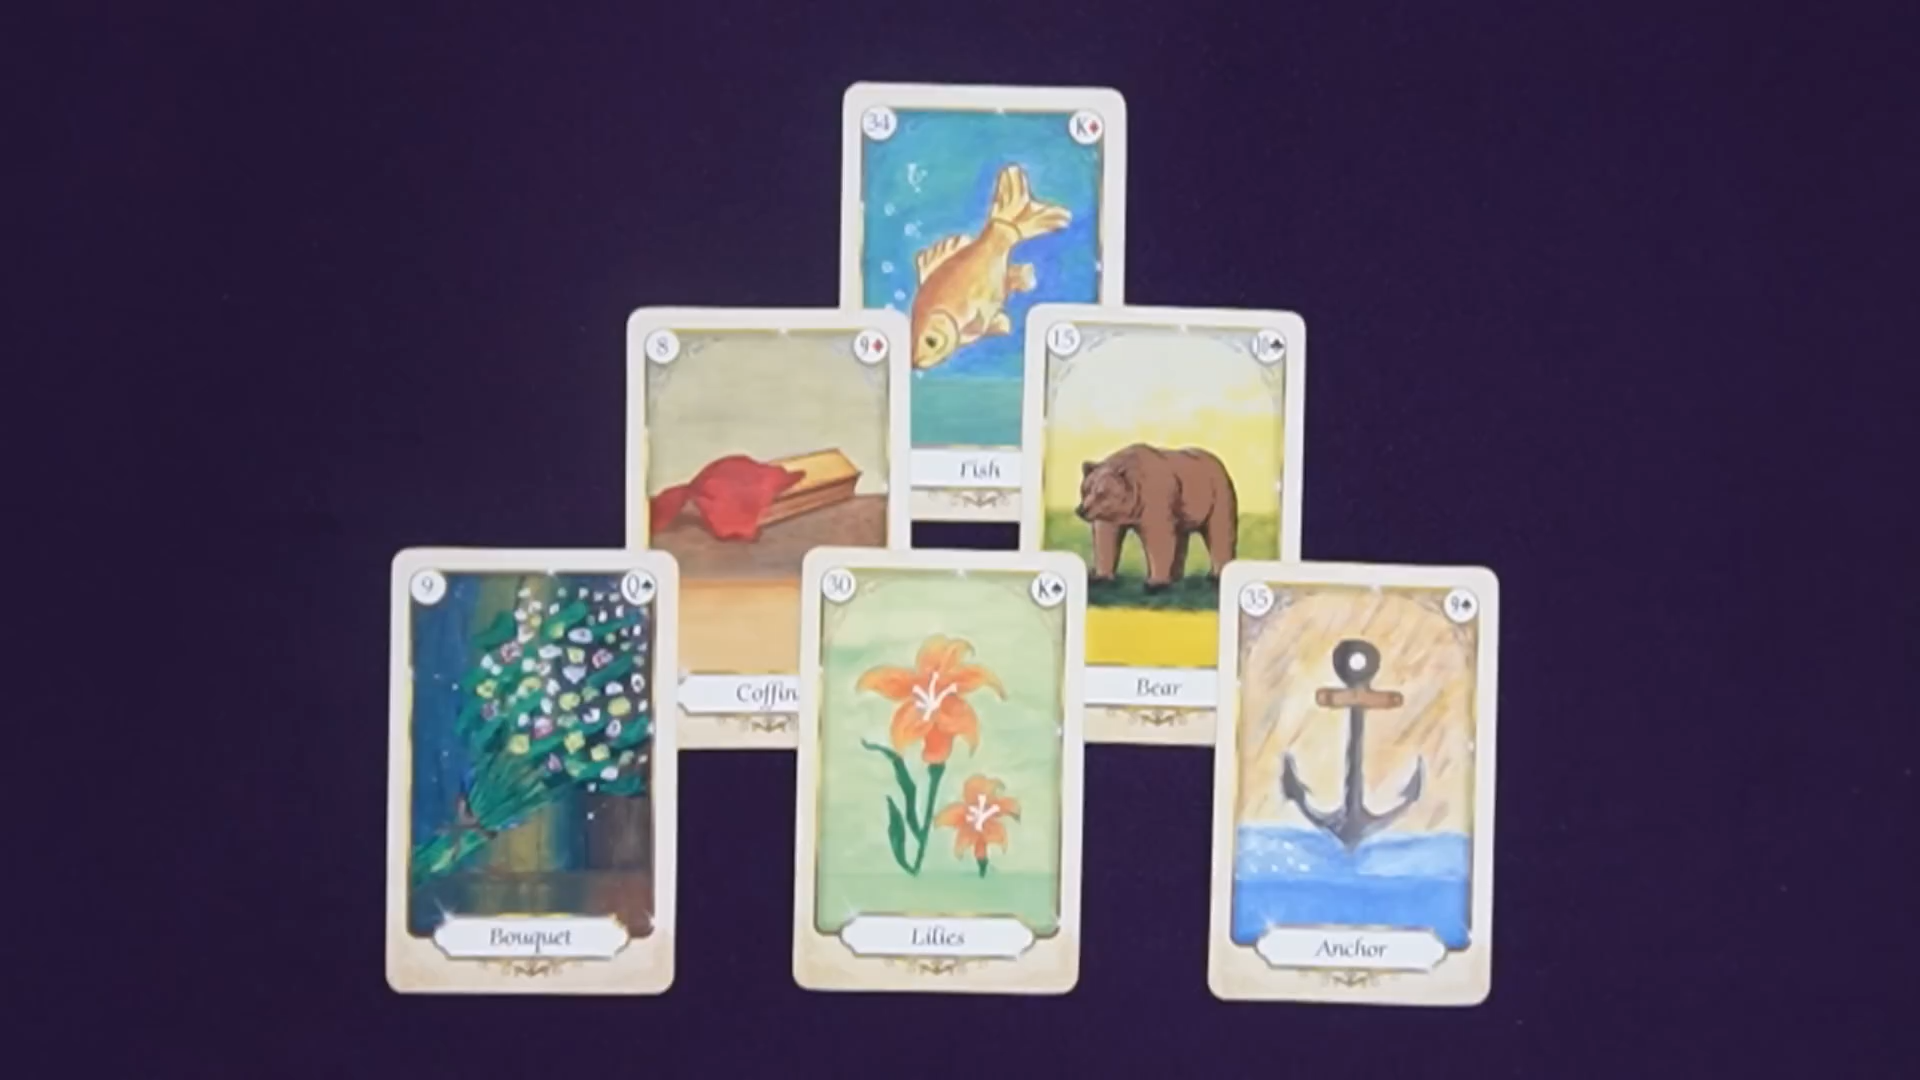 34 K♦
Fish
8 9♦
Coffin
15 10♣
Bear
9 Q♠
Bouquet
30 K♠
Lilies
35 9♠
Anchor